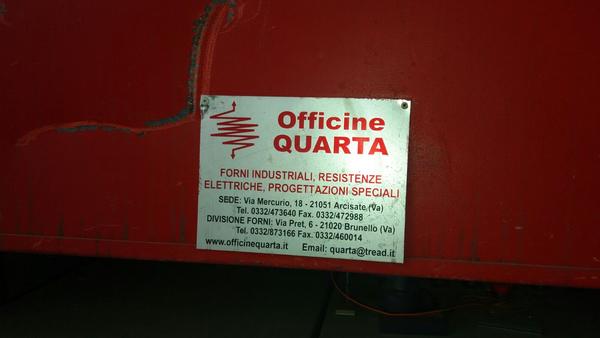 Officine
QUARTA
FORNI INDUSTRIALI, RESISTENZE
ELETTRICHE, PROGETTAZIONI SPECIALI
SEDE: Via Mercurio, 18 - 21051 Arcisate (Va)
Tel. 0332/473640 Fax. 0332/472988
DIVISIONE FORNI: Via Pret, 6 - 21020 Brunello (Va)
Tel. 0332/873166 Fax. 0332/460014
www.officinequarta.it Email: quarta@tread.it